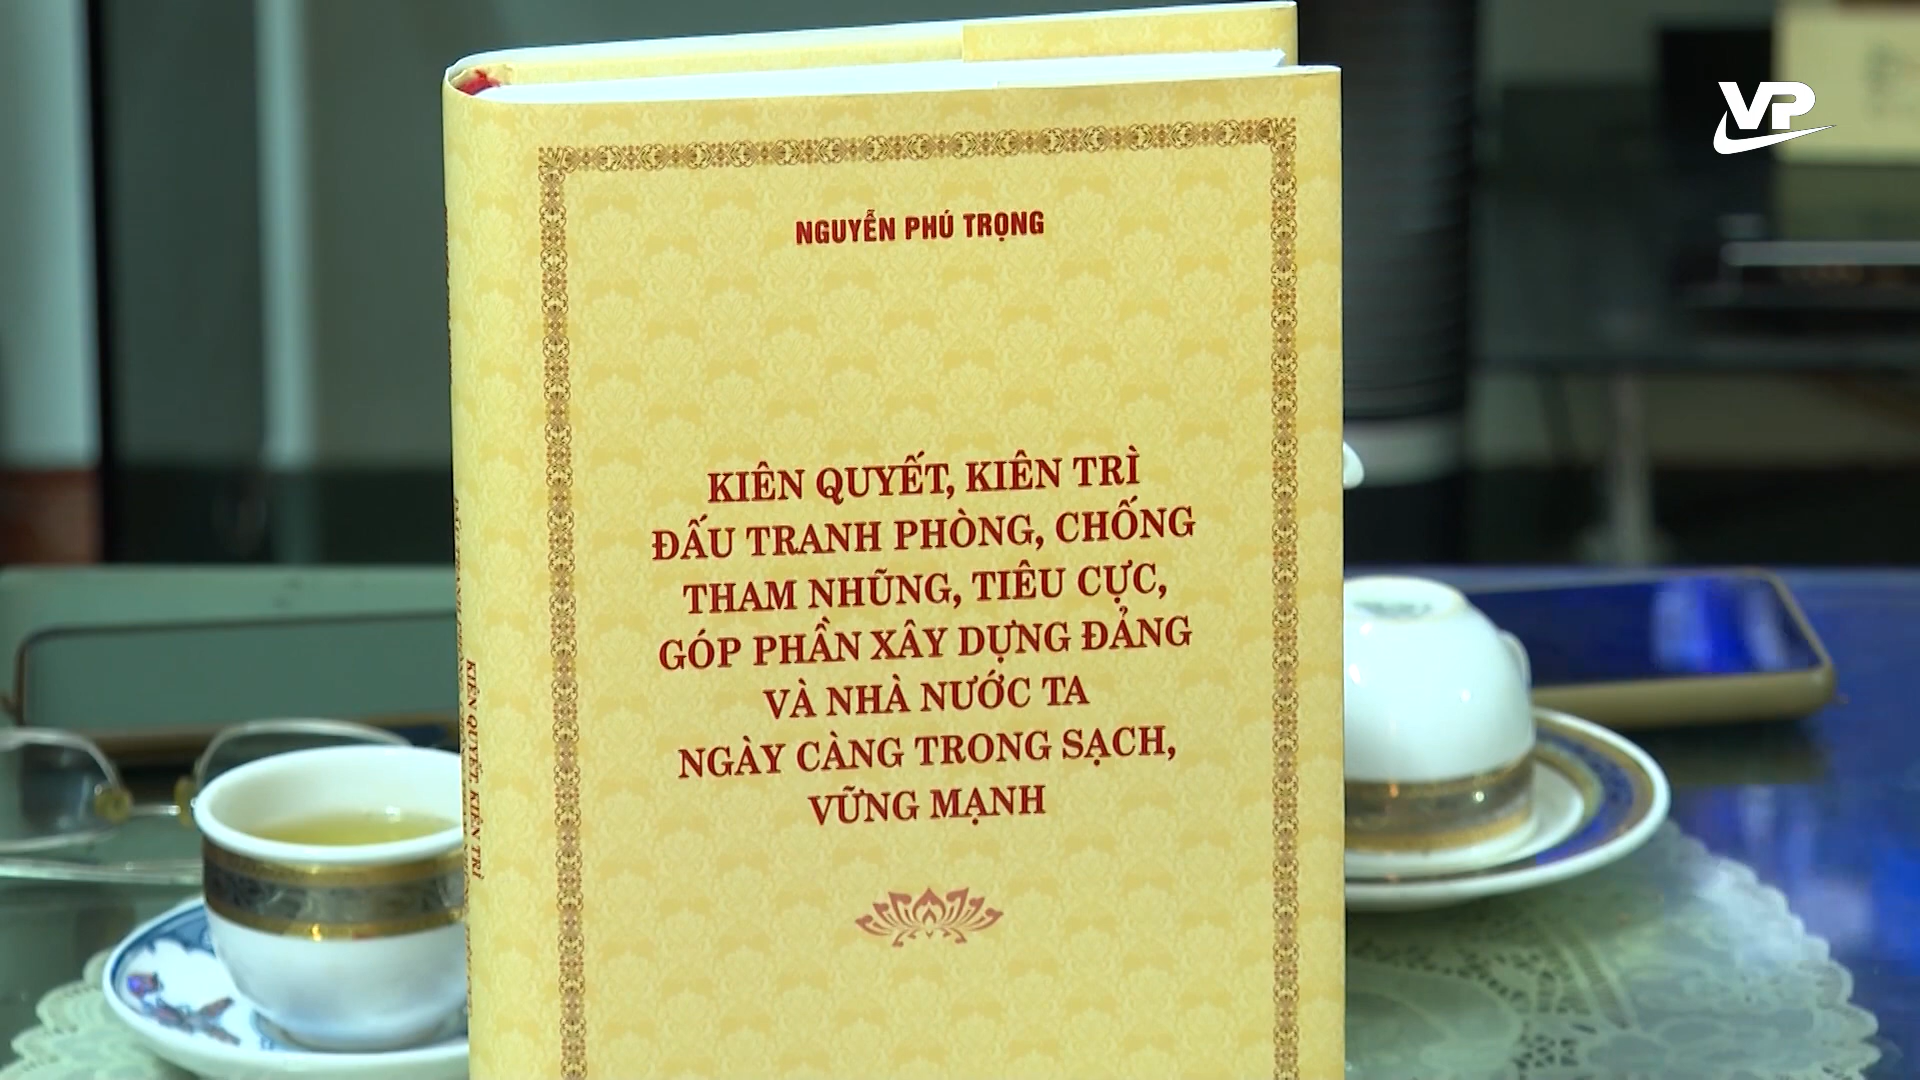 VP
NGUYỄN PHÚ TRỌNG
KIÊN QUYẾT, KIÊN TRÌ
ĐẤU TRANH PHÒNG, CHỐNG
THAM NHŨNG, TIÊU CỰC,
GÓP PHẦN XÂY DỰNG ĐẢNG
VÀ NHÀ NƯỚC TA
NGÀY CÀNG TRONG SẠCH,
VỮNG MẠNH
KIÊN QUYẾT, KIÊN TRÌ